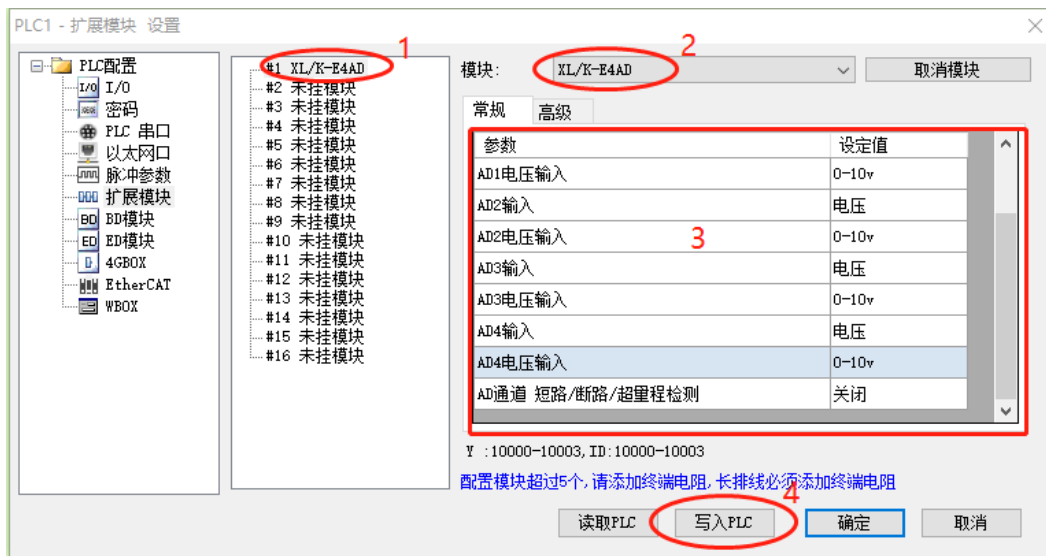 PLC1 - 扩展模块 设置
PLC配置
I/O I/O
密码
PLC 串口
以太网口
脉冲参数
扩展模块
BD BD模块
ED ED模块
4GBOX
EtherCAT
WBOX
1
#1 XL/K-E4AD
#2 未挂模块
#3 未挂模块
#4 未挂模块
#5 未挂模块
#6 未挂模块
#7 未挂模块
#8 未挂模块
#9 未挂模块
#10 未挂模块
#11 未挂模块
#12 未挂模块
#13 未挂模块
#14 未挂模块
#15 未挂模块
#16 未挂模块
2
模块: XL/K-E4AD 取消模块
常规 高级
参数 设定值
AD1电压输入 0-10v
AD2输入 电压
AD2电压输入 0-10v
3
AD3输入 电压
AD3电压输入 0-10v
AD4输入 电压
AD4电压输入 0-10v
AD通道 短路/断路/超量程检测 关闭
Y :10000-10003,ID:10000-10003
配置模块超过5个,请添加终端电阻,长排线必须添加终端电阻
4
读取PLC 写入PLC 确定 取消